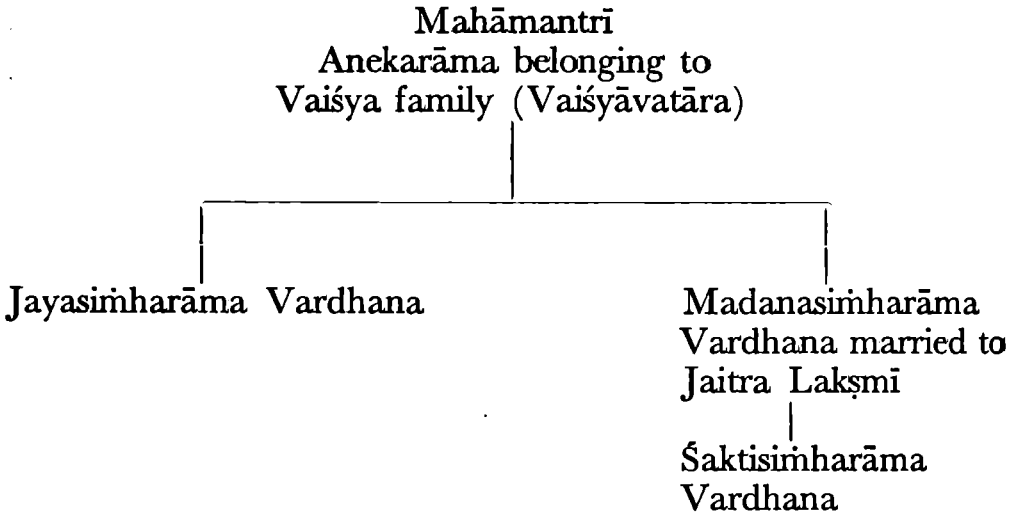 Mahāmantrī
Anekarāma belonging to
Vaiśya family (Vaiśyāvatāra)
Jayasiṁharāma Vardhana
Madanasiṁharāma
Vardhana married to
Jaitra Lakṣmī
Śaktisiṁharāma
Vardhana